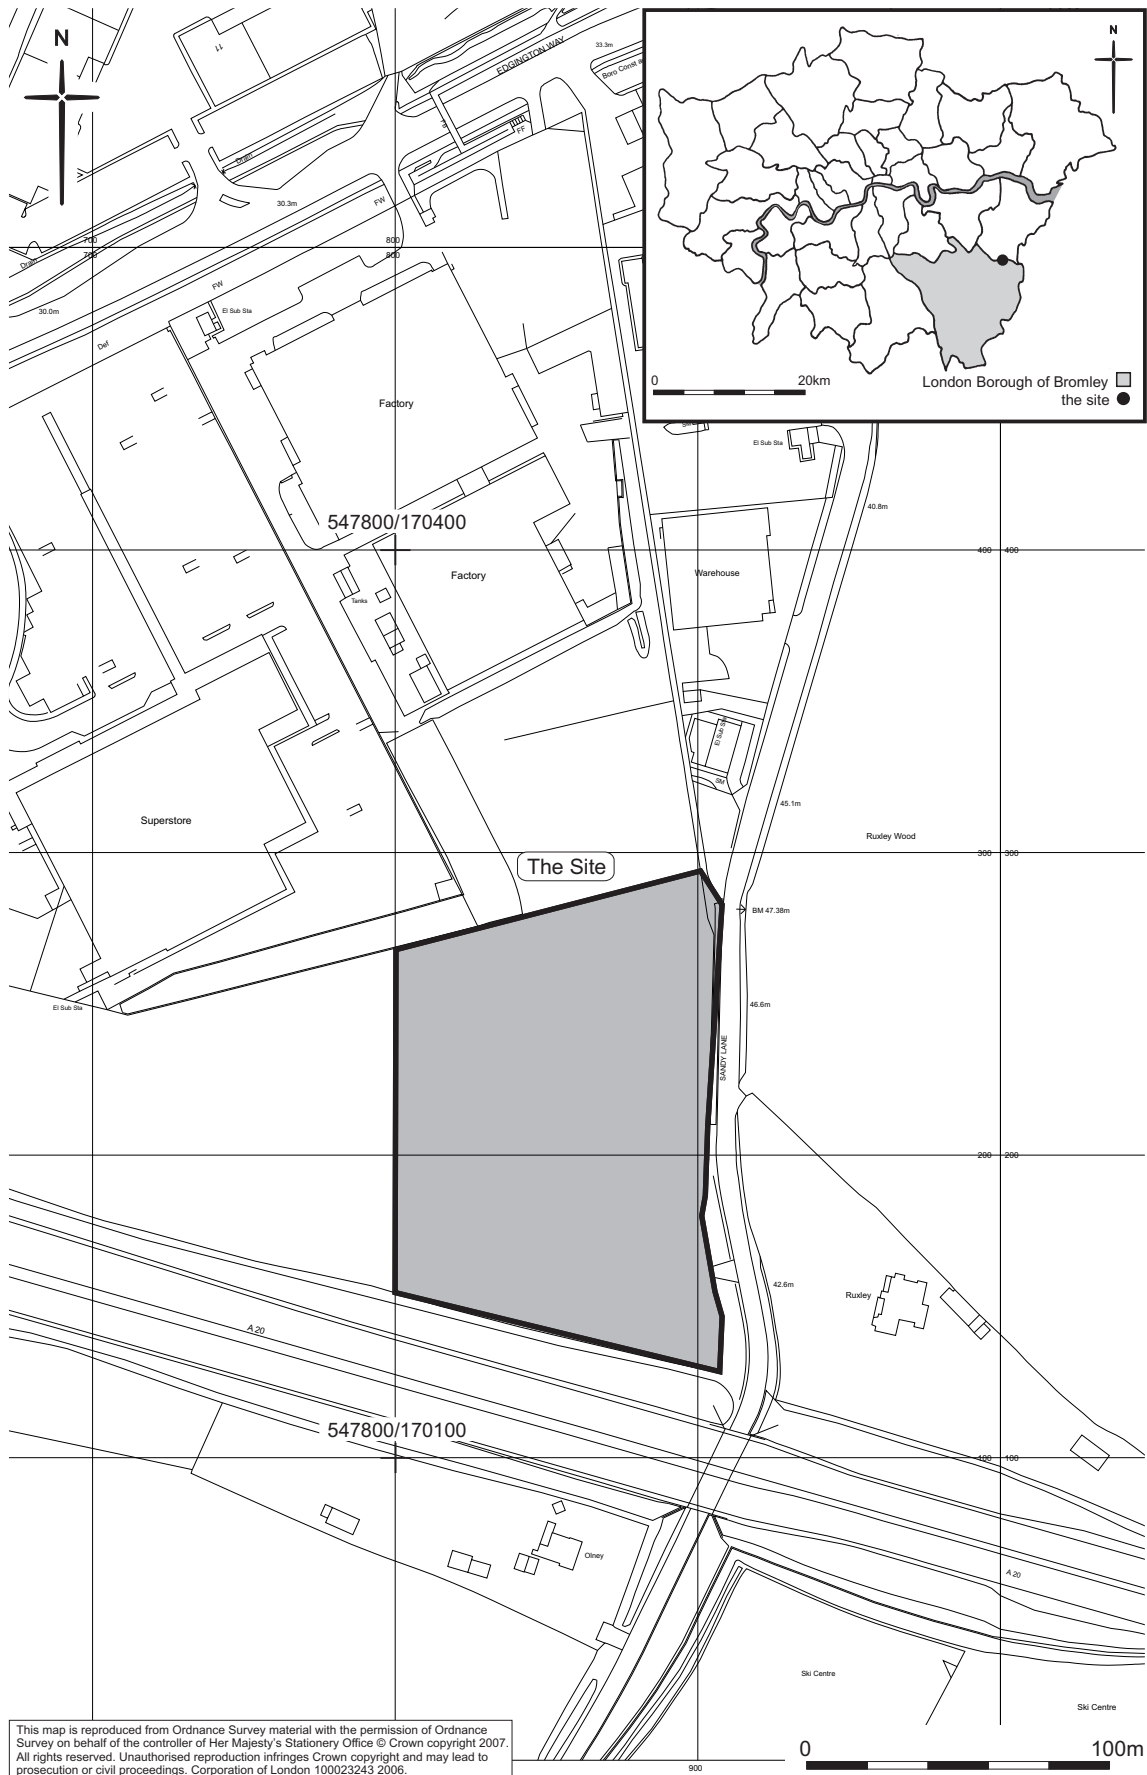 N
11
EDGINGTON WAY
33.3m
Boro Const
FF
Drain
30.3m
FW
700
800
700
800
Drain
FW
30.0m
El Sub Sta
Def
N
0
20km
London Borough of Bromley
the site
Factory
El Sub Sta
40.8m
547800/170400
400
400
Factory
Warehouse
Tanks
El Sub Sta
SM
45.1m
Superstore
Ruxley Wood
300
300
The Site
BM 47.38m
46.6m
El Sub Sta
SANDY LANE
200
200
42.6m
Ruxley
A 20
547800/170100
100
100
Olney
A 20
Ski Centre
Ski Centre
This map is reproduced from Ordnance Survey material with the permission of Ordnance
Survey on behalf of the controller of Her Majesty's Stationery Office © Crown copyright 2007.
All rights reserved. Unauthorised reproduction infringes Crown copyright and may lead to
prosecution or civil proceedings. Corporation of London 100023243 2006.
900
0
100m